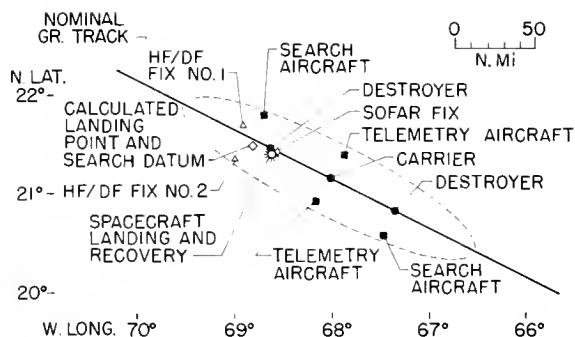 NOMINAL
GR. TRACK
HF/DF
FIX NO. 1
SEARCH
AIRCRAFT
0 50
N. MI
N. LAT.
22°
DESTROYER
SOFAR FIX
TELEMETRY AIRCRAFT
CARRIER
DESTROYER
CALCULATED
LANDING
POINT AND
SEARCH DATUM
21°
HF/DF FIX NO. 2
SPACECRAFT
LANDING AND
RECOVERY
TELEMETRY
AIRCRAFT
SEARCH
AIRCRAFT
20°
W. LONG. 70° 69° 68° 67° 66°